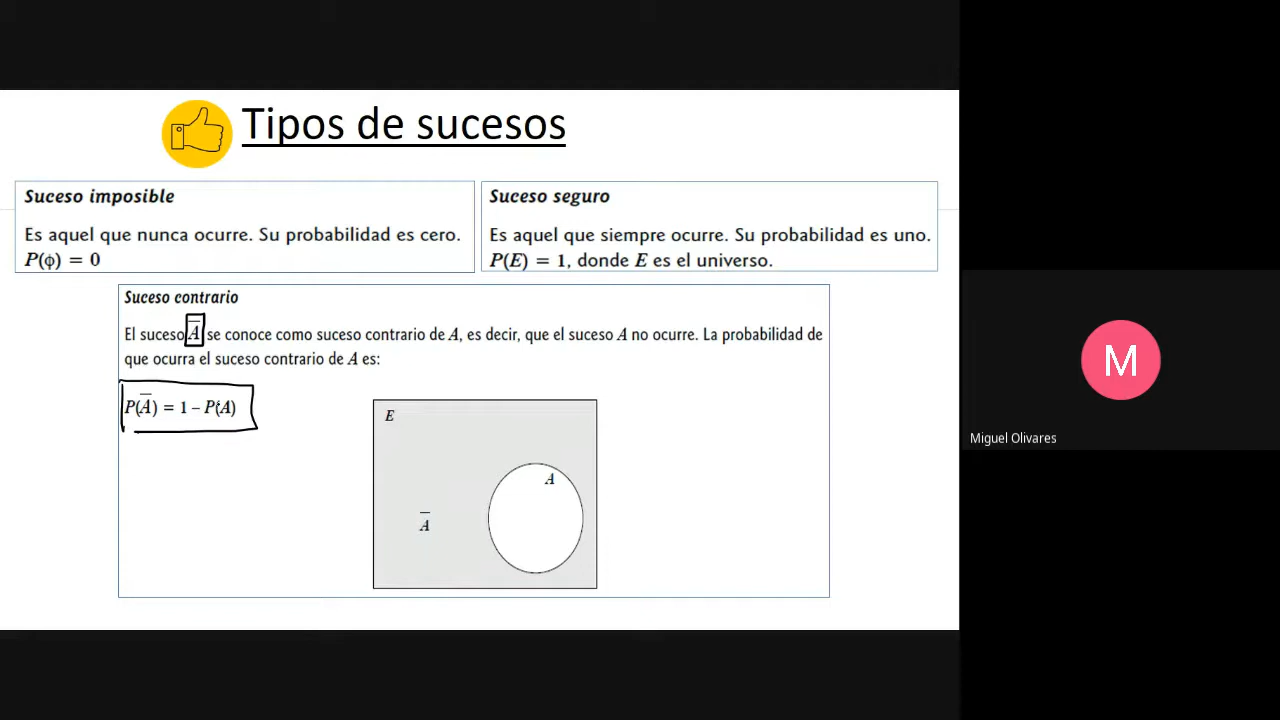 Tipos de sucesos
Suceso imposible
Es aquel que nunca ocurre. Su probabilidad es cero.
P(ϕ) = 0
Suceso seguro
Es aquel que siempre ocurre. Su probabilidad es uno.
P(E) = 1, donde E es el universo.
Suceso contrario
El suceso A̅ se conoce como suceso contrario de A, es decir, que el suceso A no ocurre. La probabilidad de
que ocurra el suceso contrario de A es:
P(A̅) = 1 – P(A)
E
A
A̅
M
Miguel Olivares